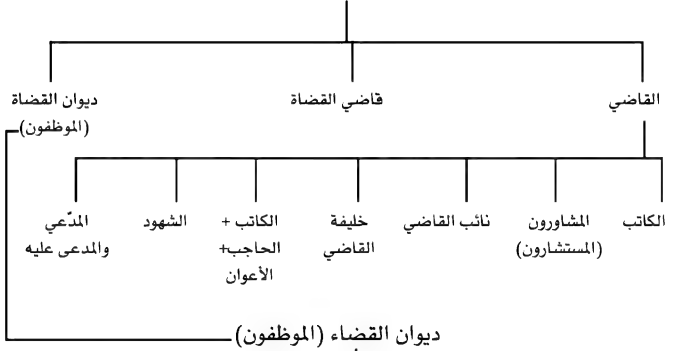 القاضي
قاضي القضاة
ديوان القضاة
(الموظفون)
الكاتب
المشاورون
(المستشارون)
نائب القاضي
خليفة
القاضي
الكاتب +
الحاجب+
الأعوان
الشهود
المدّعي
والمدعى عليه
ديوان القضاء (الموظفون)